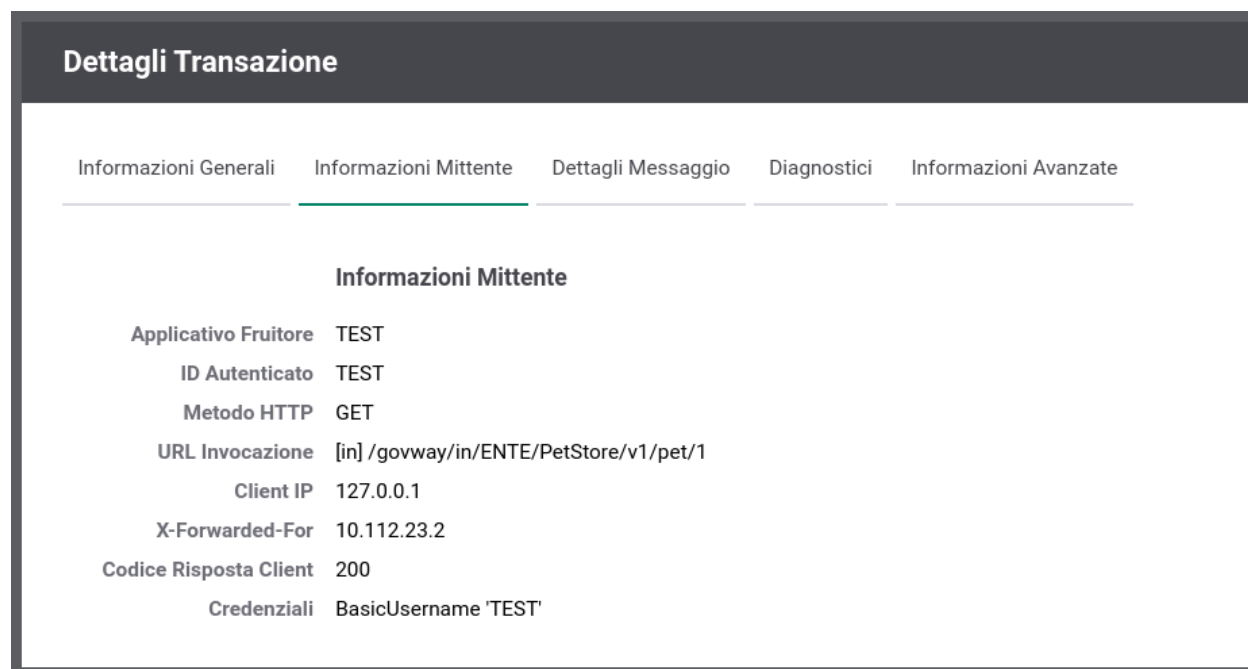 Dettagli Transazione
Informazioni Generali Informazioni Mittente Dettagli Messaggio Diagnostici Informazioni Avanzate
Informazioni Mittente
Applicativo Fruitore TEST
ID Autenticato TEST
Metodo HTTP GET
URL Invocazione [in] /govway/in/ENTE/PetStore/v1/pet/1
Client IP 127.0.0.1
X-Forwarded-For 10.112.23.2
Codice Risposta Client 200
Credenziali BasicUsername 'TEST'